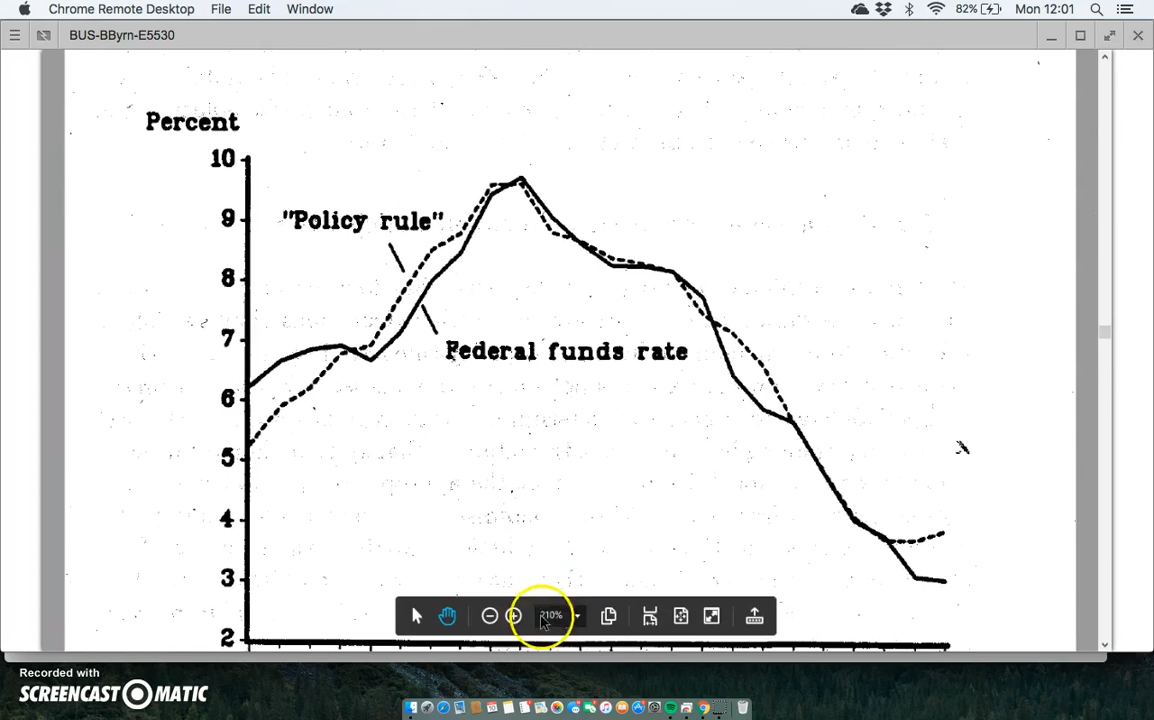 Chrome Remote Desktop File Edit Window 82% Mon 12:01
BUS-BByrn-E5530
Percent
10
"Policy rule"
9
8
7
Federal funds rate
6
5
4
3
210%
2
Recorded with
SCREENCAST MATIC